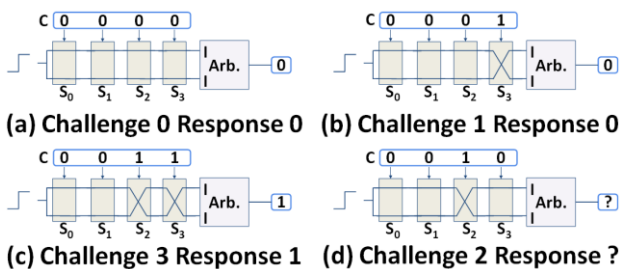 C 0 0 0 0
Arb.
0
S0 S1 S2 S3
(a) Challenge 0 Response 0
C 0 0 0 1
Arb.
0
S0 S1 S2 S3
(b) Challenge 1 Response 0
C 0 0 1 1
Arb.
1
S0 S1 S2 S3
(c) Challenge 3 Response 1
C 0 0 1 0
Arb.
?
S0 S1 S2 S3
(d) Challenge 2 Response ?